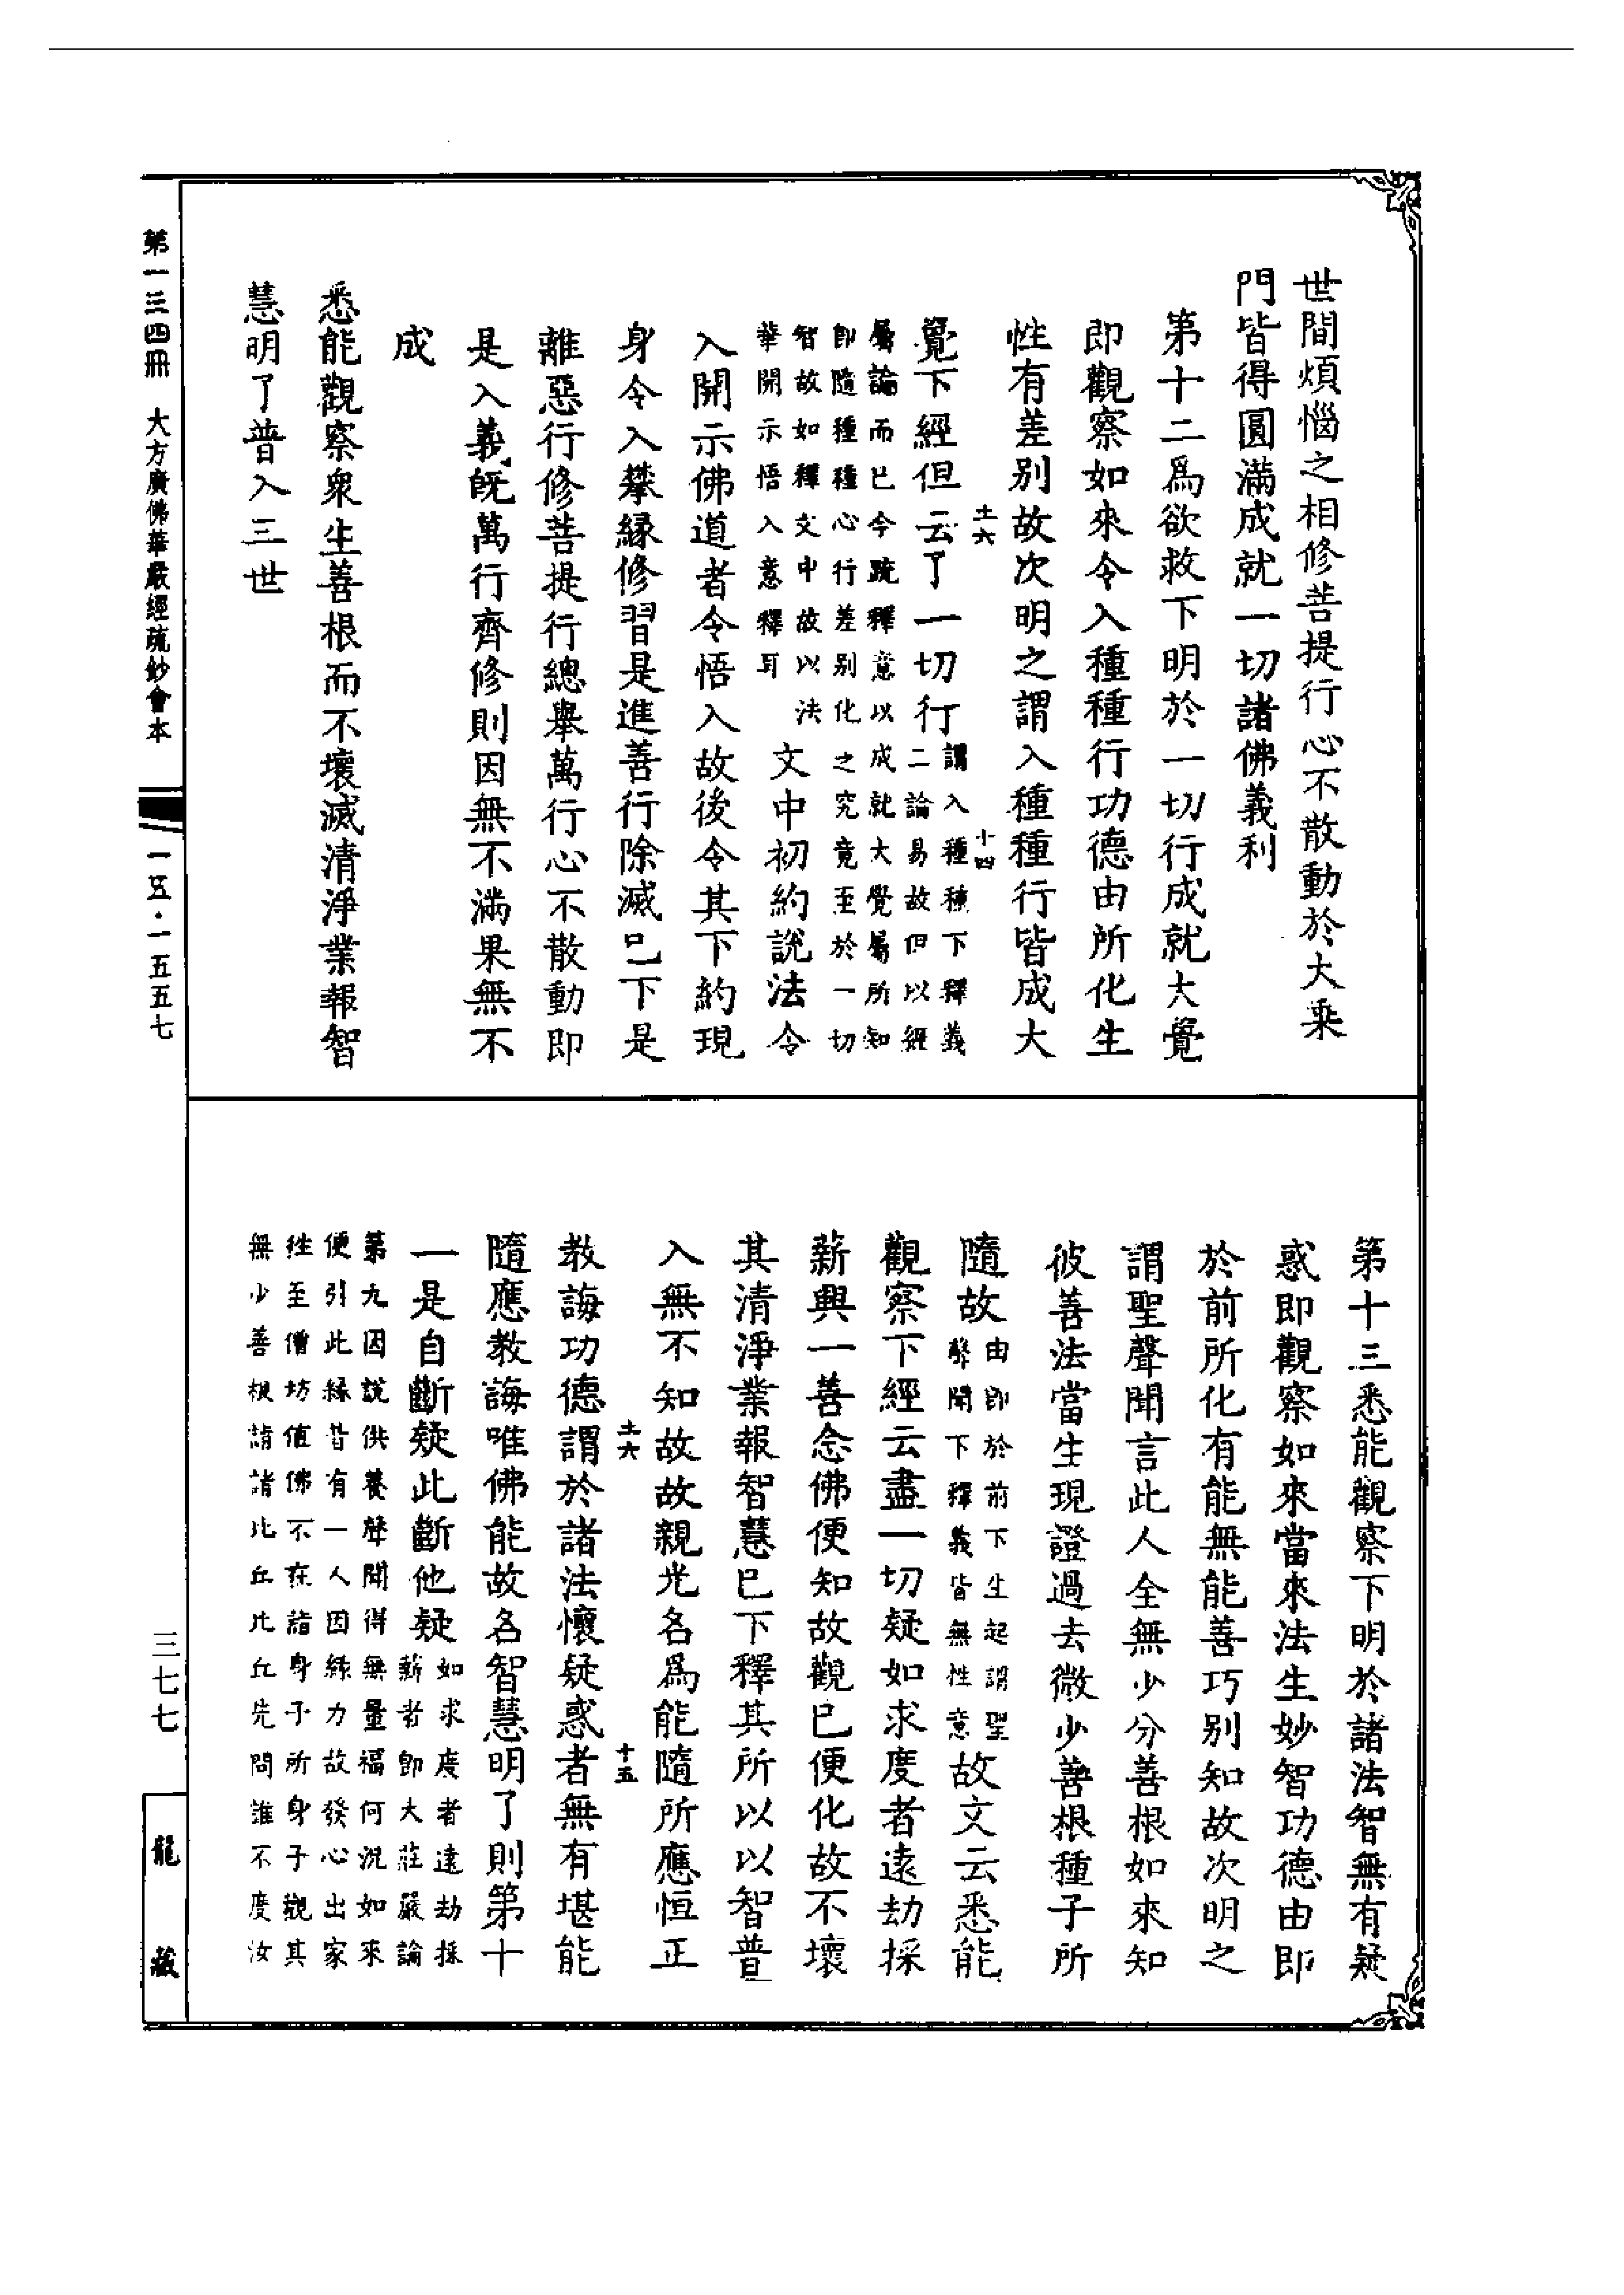 世間煩惱之相修菩提行心不散動於大乘
門皆得圓滿成就一切諸佛義利
第十二爲欲救下明於一切行成就大覺
即觀察如來令入種種行功德由所化生
性有差別故次明之謂入種種行皆成大
土六
十四
覺下經但云了一切行
謂入種種下釋義
二論易故但以經
成就大覺屬所知
之究竟至於一切
屬論而已今疏釋意以
即隨種種心行差別化
智故如釋文中故以法
華開示悟入意釋耳
文中初約說法令
入開示佛道者令悟入故後令其下約現
身令入攀緣修習是進善行除滅已下是
離惡行修菩提行總舉萬行心不散動即
是入義既萬行齊修則因無不滿果無不
成
悉能觀察衆生善根而不壞滅清淨業報智
慧明了普入三世
第十三悉能觀察下明於諸法智無有疑
惑即觀察如來當來法生妙智功德由即
於前所化有能無能善巧別知故次明之
謂聖聲聞言此人全無少分善根如來知
彼善法當生現證過去微少善根種子所
隨故
由即於前下生起謂聖
聲聞下釋義皆無性意
故文云悉能
觀察下經云盡一切疑如求度者遠劫採
薪興一善念佛便知故觀已便化故不壞
其清淨業報智慧已下釋其所以以智普
入無不知故故親光名爲能隨所應恒正
土六
十五
教誨功德謂於諸法懷疑惑者無有堪能
隨應教誨唯佛能故名智慧明了則第十
一是自斷疑此斷他疑
如求度者遠劫採
薪者即大莊嚴論
第九因說供養聲聞得無量福何況如來
便引此緣昔有一人因緣力故發心出家
往至僧坊值佛不在詣身子所身子觀其
無少善根請諸比丘比丘先問誰不度汝
第一三四冊 大方廣佛華嚴經疏鈔會本
一五·一五五七
三七七
龍藏